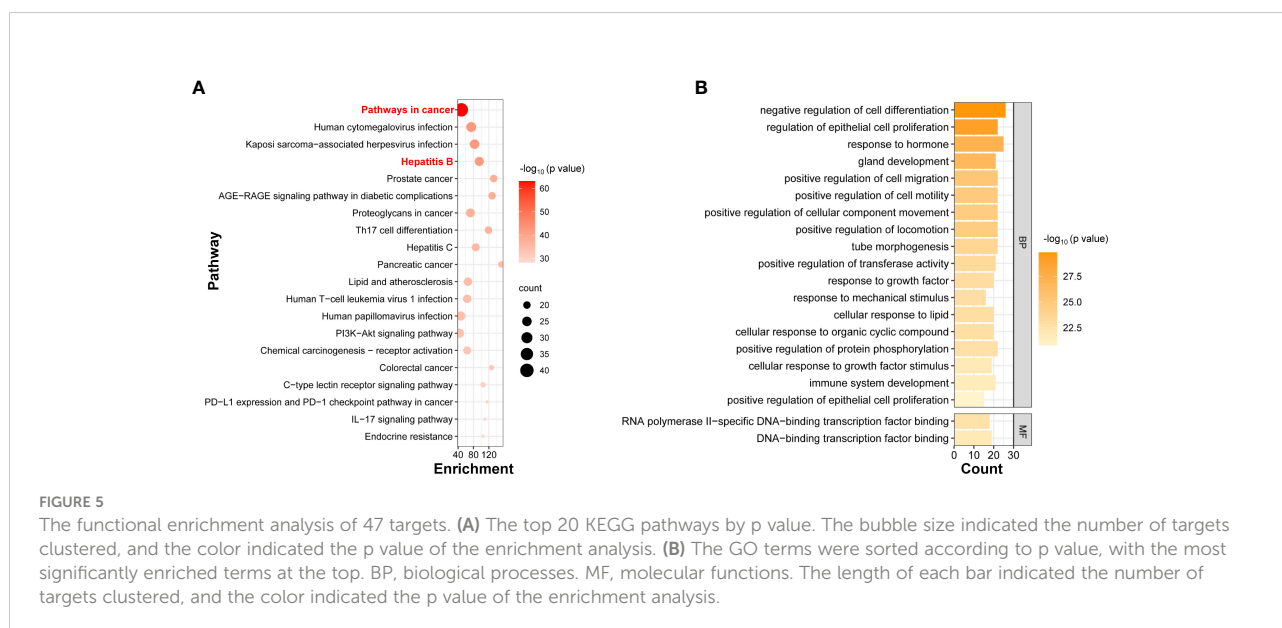 A
Pathway
Pathways in cancer
Human cytomegalovirus infection
Kaposi sarcoma−associated herpesvirus infection
Hepatitis B
Prostate cancer
AGE−RAGE signaling pathway in diabetic complications
Proteoglycans in cancer
Th17 cell differentiation
Hepatitis C
Pancreatic cancer
Lipid and atherosclerosis
Human T−cell leukemia virus 1 infection
Human papillomavirus infection
PI3K−Akt signaling pathway
Chemical carcinogenesis − receptor activation
Colorectal cancer
C−type lectin receptor signaling pathway
PD−L1 expression and PD−1 checkpoint pathway in cancer
IL−17 signaling pathway
Endocrine resistance
40 80 120
Enrichment
-log10 (p value)
60
50
40
30
count
20
25
30
35
40
B
negative regulation of cell differentiation
regulation of epithelial cell proliferation
response to hormone
gland development
positive regulation of cell migration
positive regulation of cell motility
positive regulation of cellular component movement
positive regulation of locomotion
tube morphogenesis
positive regulation of transferase activity
response to growth factor
response to mechanical stimulus
cellular response to lipid
cellular response to organic cyclic compound
positive regulation of protein phosphorylation
cellular response to growth factor stimulus
immune system development
positive regulation of epithelial cell proliferation
BP
RNA polymerase II−specific DNA−binding transcription factor binding
DNA−binding transcription factor binding
MF
0 10 20 30
Count
-log10 (p value)
27.5
25.0
22.5
FIGURE 5
The functional enrichment analysis of 47 targets. (A) The top 20 KEGG pathways by p value. The bubble size indicated the number of targets
clustered, and the color indicated the p value of the enrichment analysis. (B) The GO terms were sorted according to p value, with the most
significantly enriched terms at the top. BP, biological processes. MF, molecular functions. The length of each bar indicated the number of
targets clustered, and the color indicated the p value of the enrichment analysis.